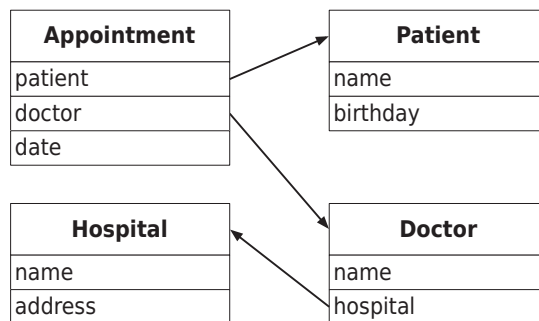 Appointment
patient
doctor
date
Patient
name
birthday
Hospital
name
address
Doctor
name
hospital